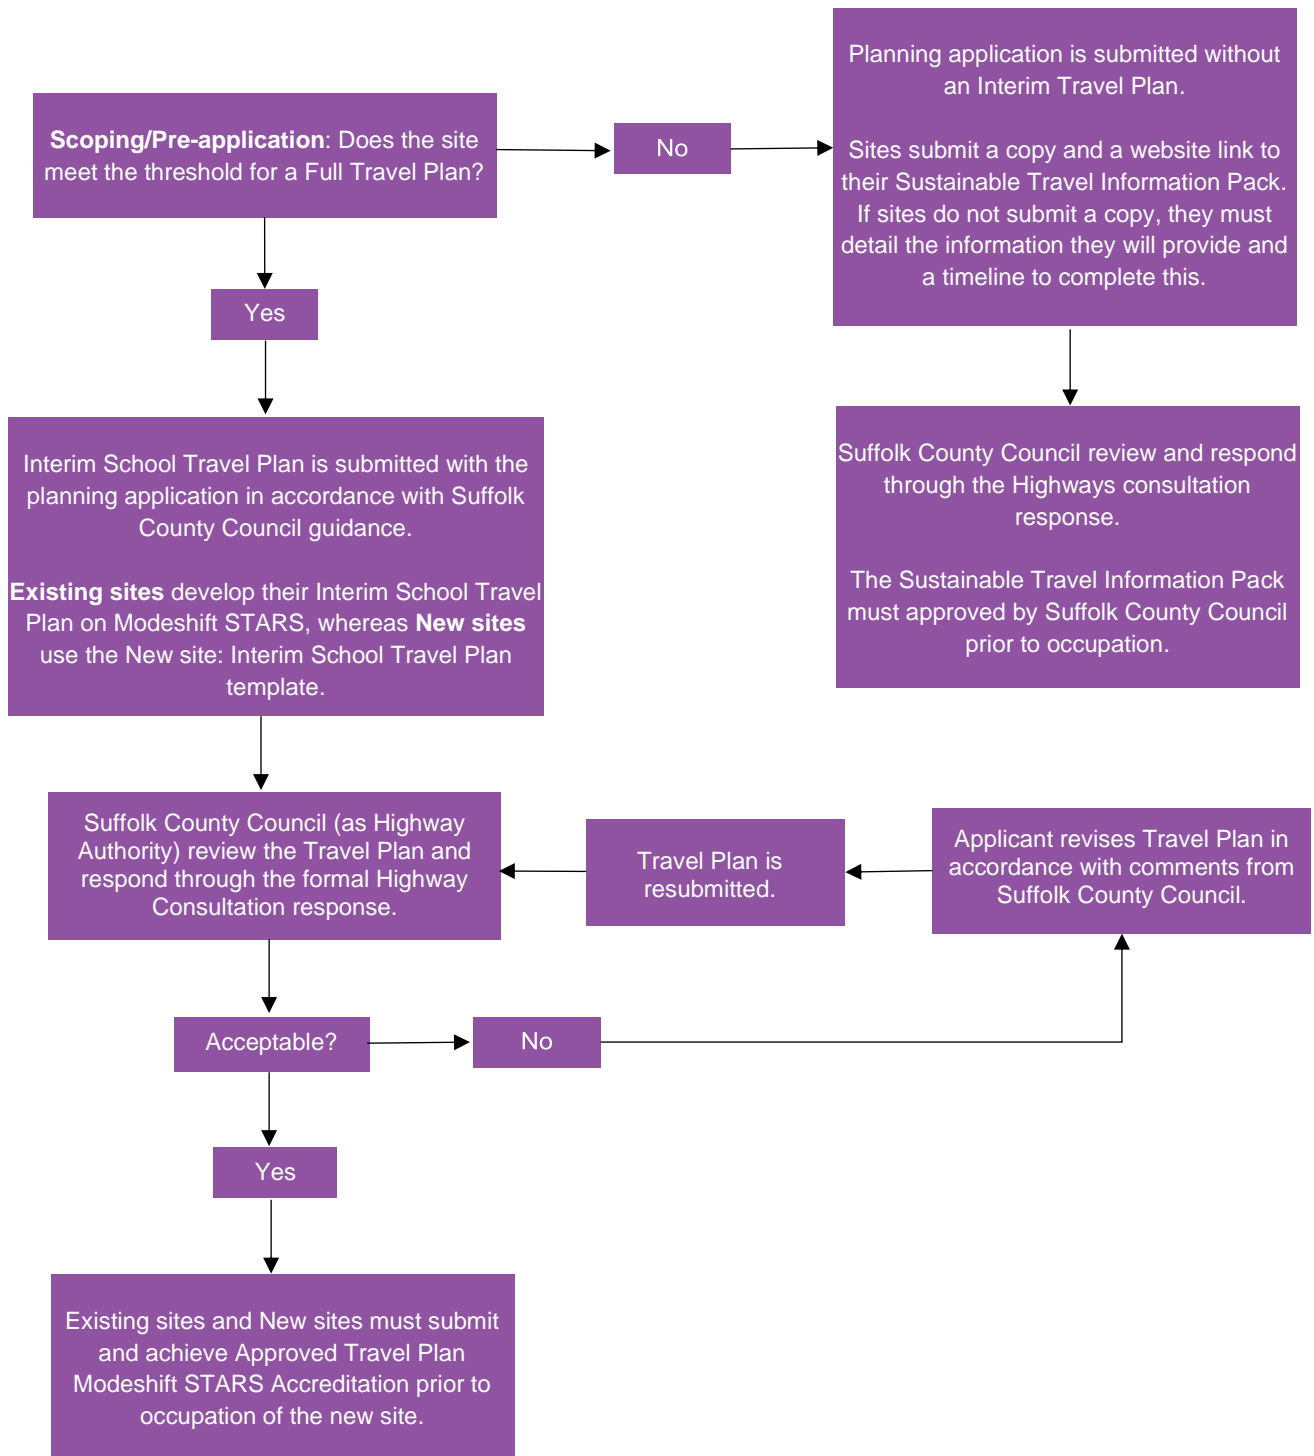 Scoping/Pre-application: Does the site
meet the threshold for a Full Travel Plan?
No
Planning application is submitted without
an Interim Travel Plan.
Sites submit a copy and a website link to
their Sustainable Travel Information Pack.
If sites do not submit a copy, they must
detail the information they will provide and
a timeline to complete this.
Yes
Suffolk County Council review and respond
through the Highways consultation
response.
The Sustainable Travel Information Pack
must approved by Suffolk County Council
prior to occupation.
Interim School Travel Plan is submitted with the
planning application in accordance with Suffolk
County Council guidance.
Existing sites develop their Interim School Travel
Plan on Modeshift STARS, whereas New sites
use the New site: Interim School Travel Plan
template.
Suffolk County Council (as Highway
Authority) review the Travel Plan and
respond through the formal Highway
Consultation response.
Travel Plan is
resubmitted.
Applicant revises Travel Plan in
accordance with comments from
Suffolk County Council.
Acceptable?
No
Yes
Existing sites and New sites must submit
and achieve Approved Travel Plan
Modeshift STARS Accreditation prior to
occupation of the new site.